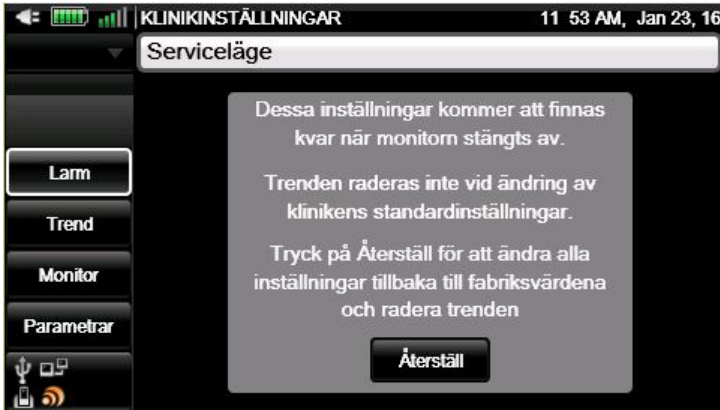 KLINIKINSTÄLLNINGAR 11 53 AM, Jan 23, 16
Serviceläge
Dessa inställningar kommer att finnas
kvar när monitorn stängts av.
Trenden raderas inte vid ändring av
klinikens standardinställningar.
Tryck på Återställ för att ändra alla
inställningar tillbaka till fabriksvärdena
och radera trenden
Återställ
Larm
Trend
Monitor
Parametrar